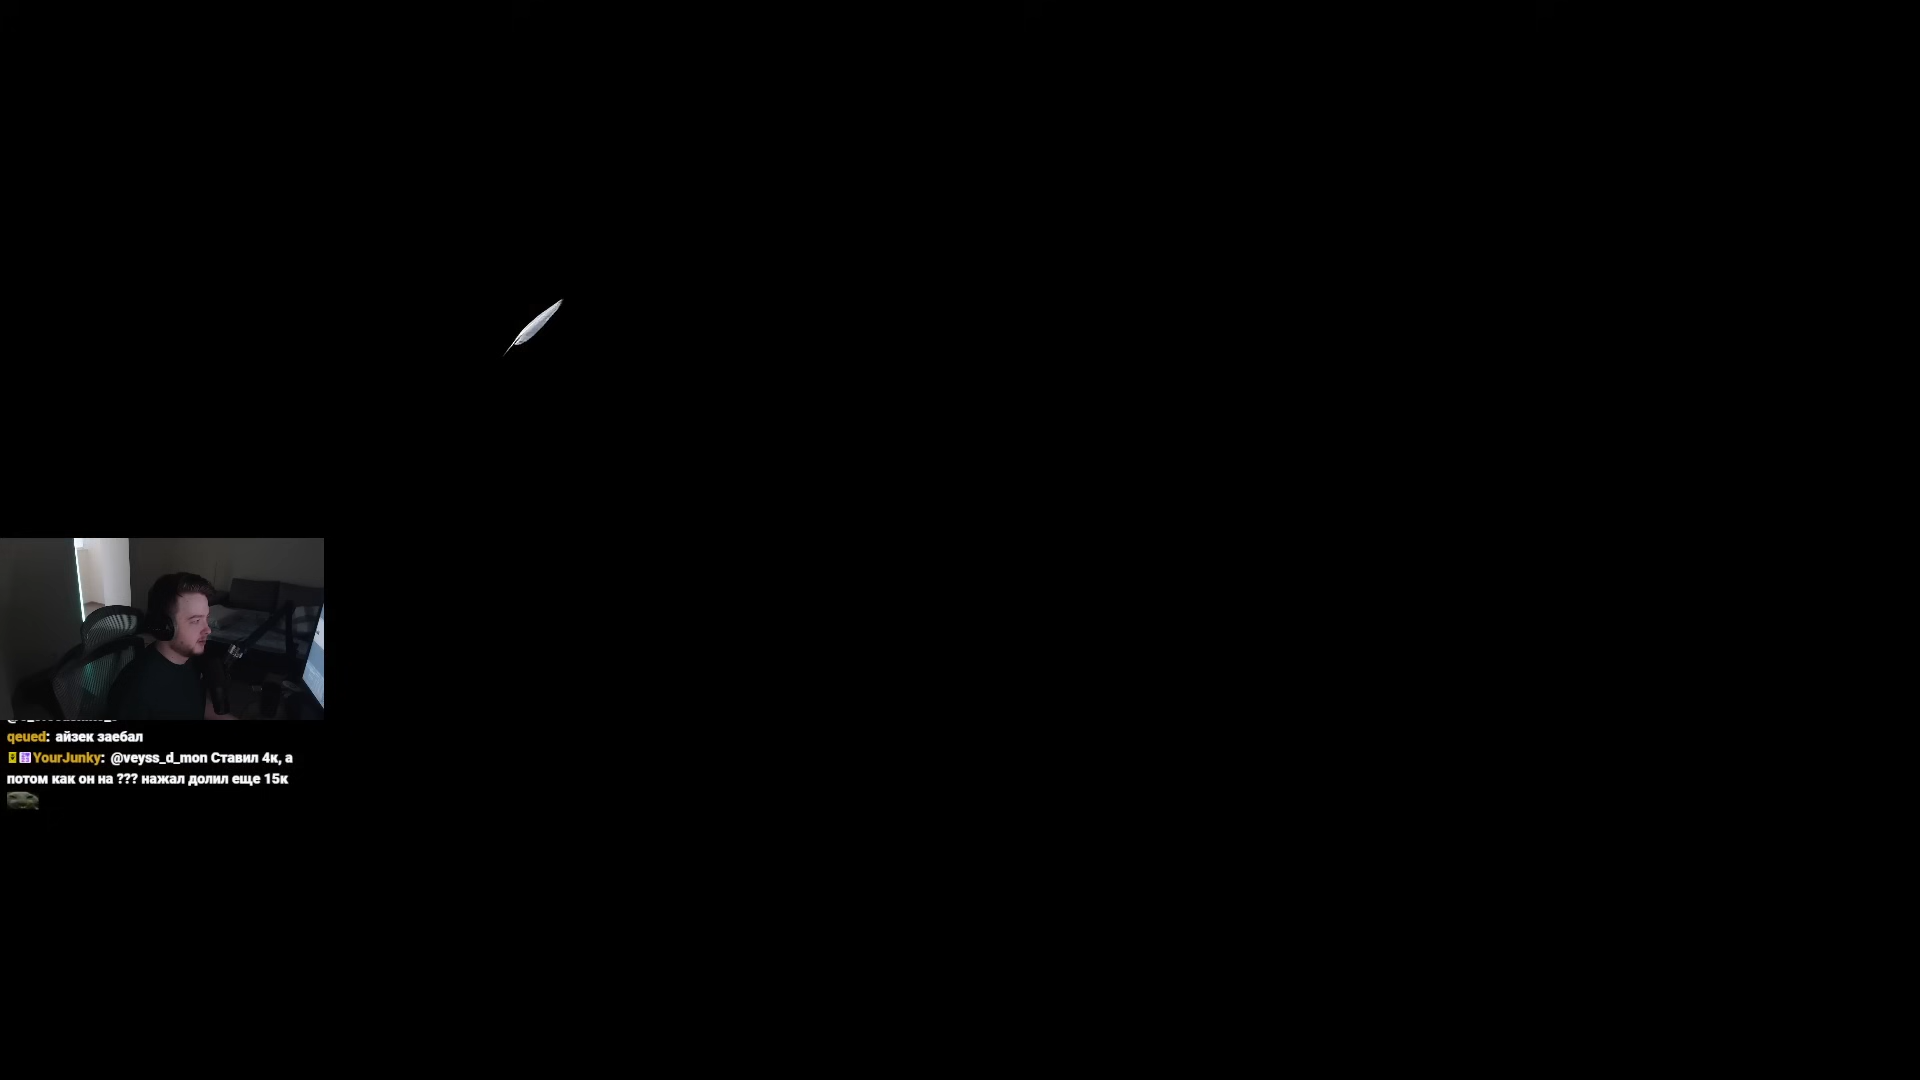 qeued: айзек заебал
YourJunky: @veyss_d_mon Ставил 4к, а
потом как он на ??? нажал долил еще 15к